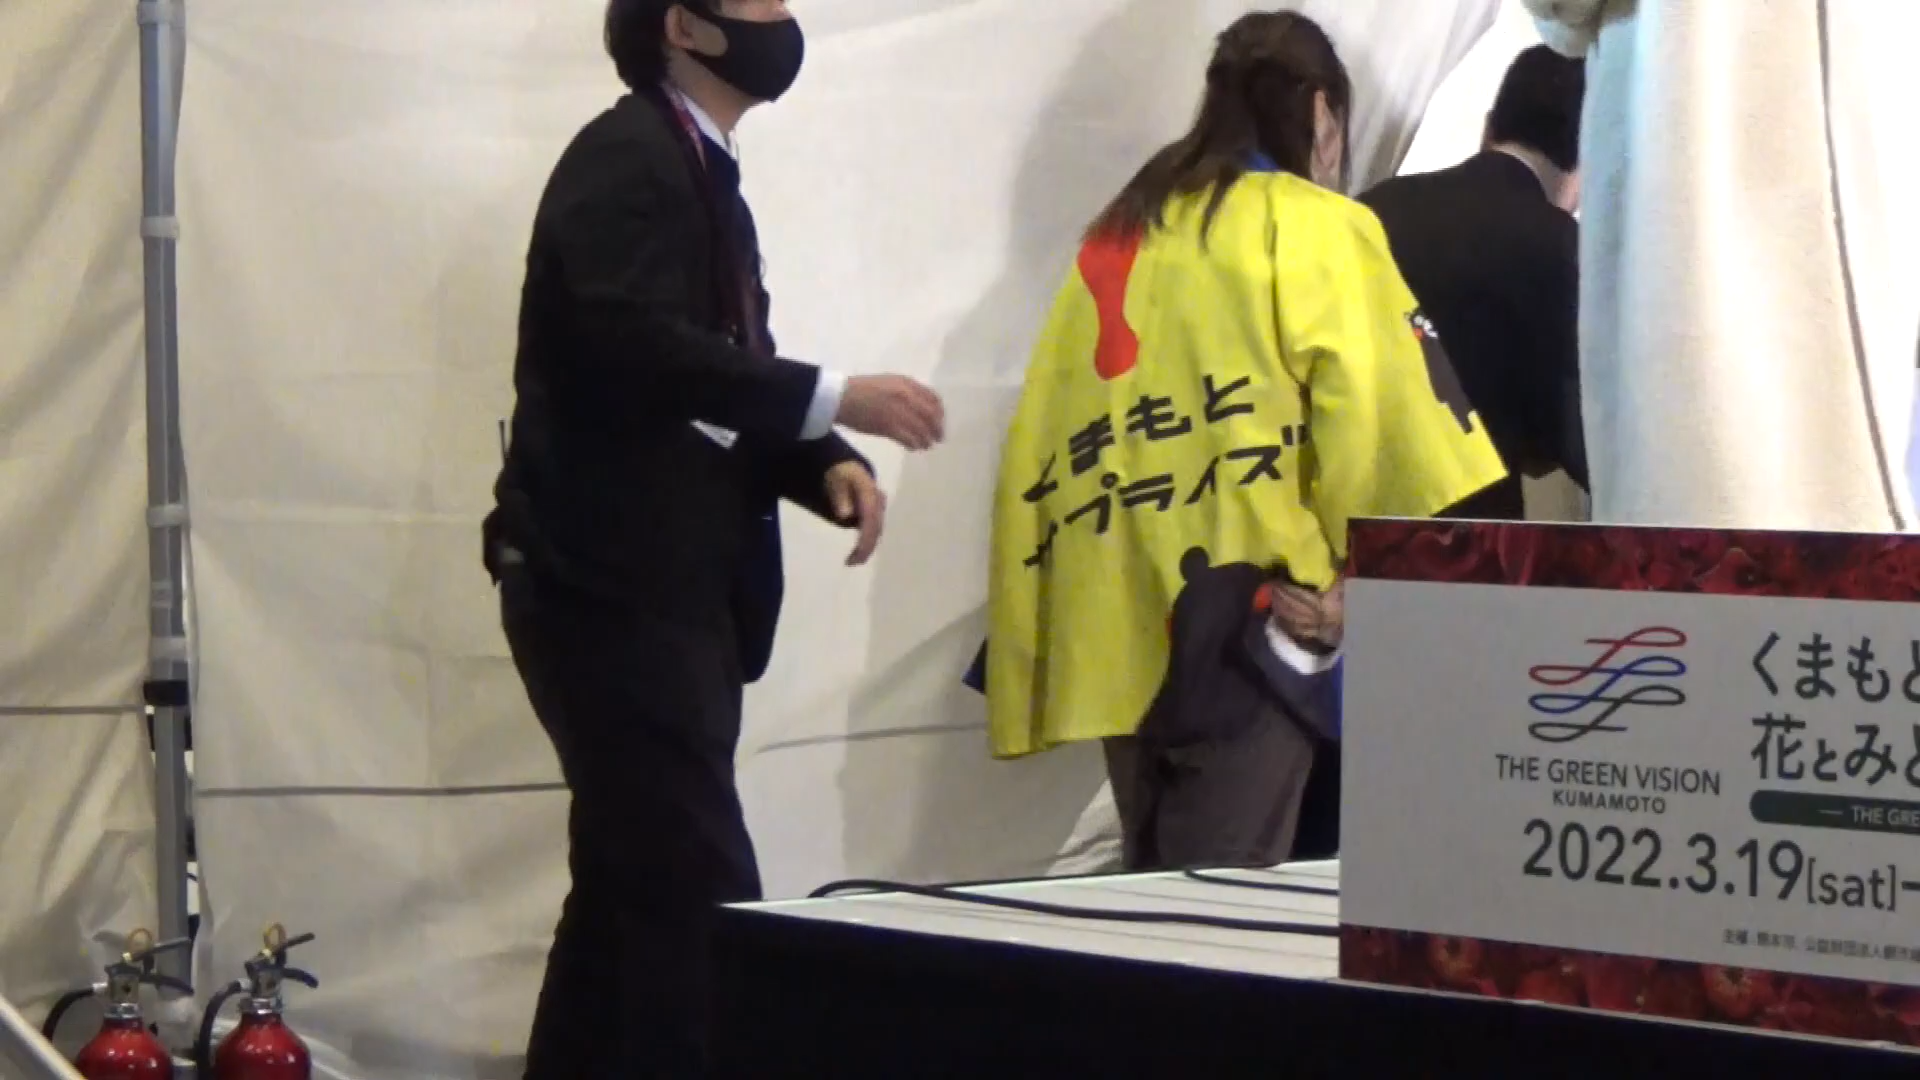 くまもと
サプライズ
THE GREEN VISION
KUMAMOTO
くまもと
花とみど
THE GRE
2022.3.19[sat]-